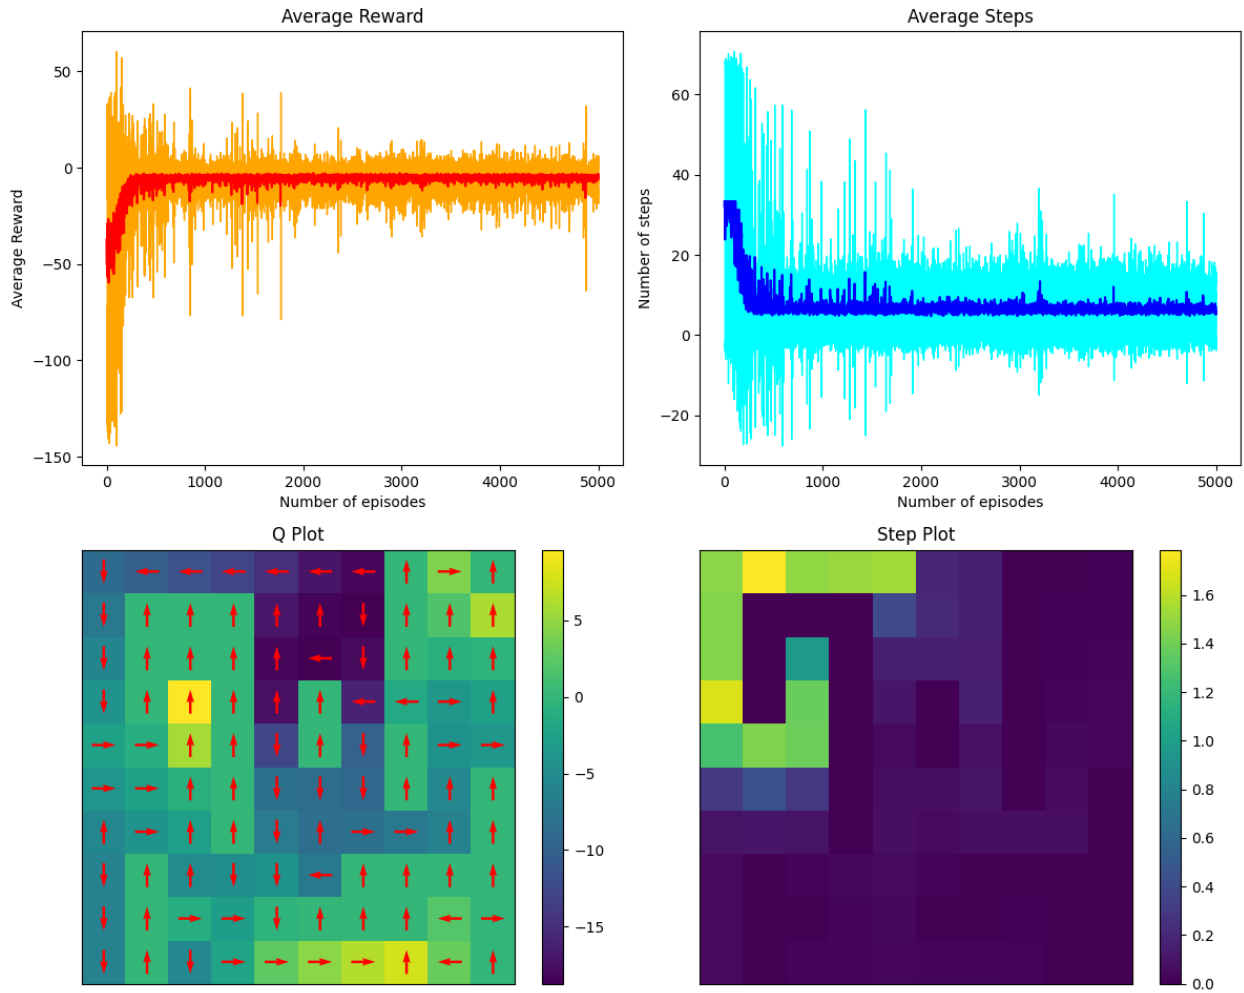 Average Reward
Average Reward
50
0
−50
−100
−150
0 1000 2000 3000 4000 5000
Number of episodes
Average Steps
Number of steps
60
40
20
0
−20
0 1000 2000 3000 4000 5000
Number of episodes
Q Plot
5
0
−5
−10
−15
Step Plot
1.6
1.4
1.2
1.0
0.8
0.6
0.4
0.2
0.0